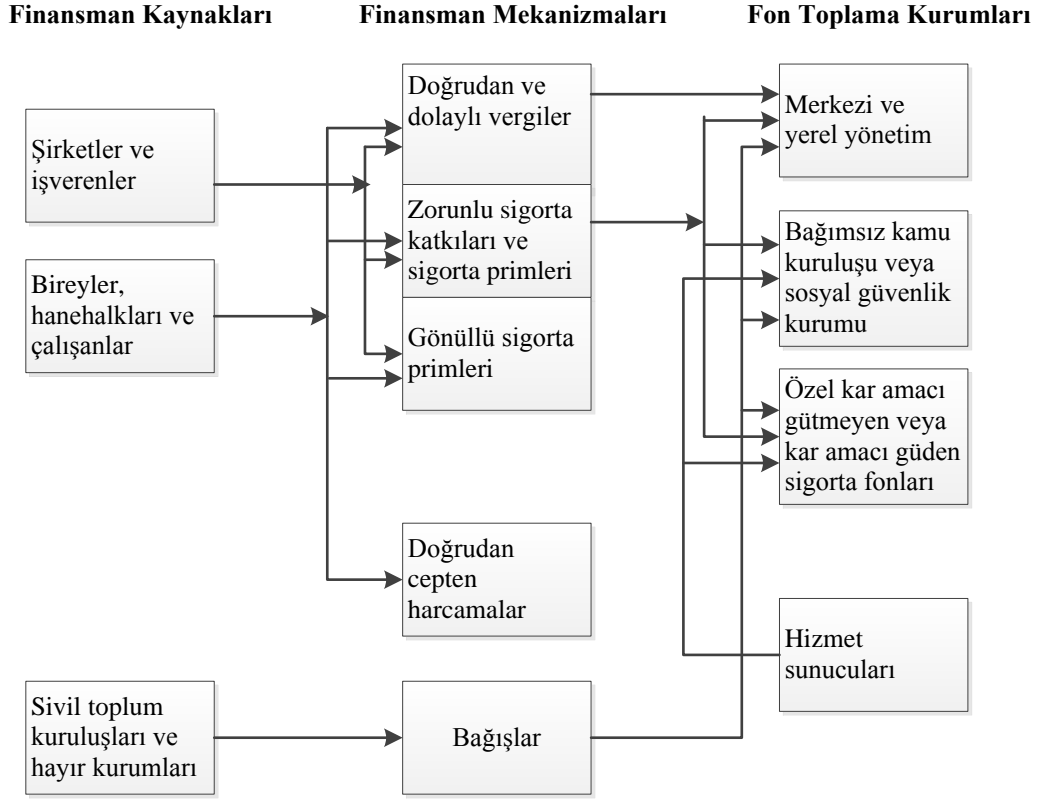 Finansman Kaynakları
Finansman Mekanizmaları
Fon Toplama Kurumları
Şirketler ve
işverenler
Bireyler,
hanehalkları ve
çalışanlar
Sivil toplum
kuruluşları ve
hayır kurumları
Doğrudan ve
dolaylı vergiler
Zorunlu sigorta
katkıları ve
sigorta primleri
Gönüllü sigorta
primleri
Doğrudan
cepten
harcamalar
Bağışlar
Merkezi ve
yerel yönetim
Bağımsız kamu
kuruluşu veya
sosyal güvenlik
kurumu
Özel kar amacı
gütmeyen veya
kar amacı güden
sigorta fonları
Hizmet
sunucuları